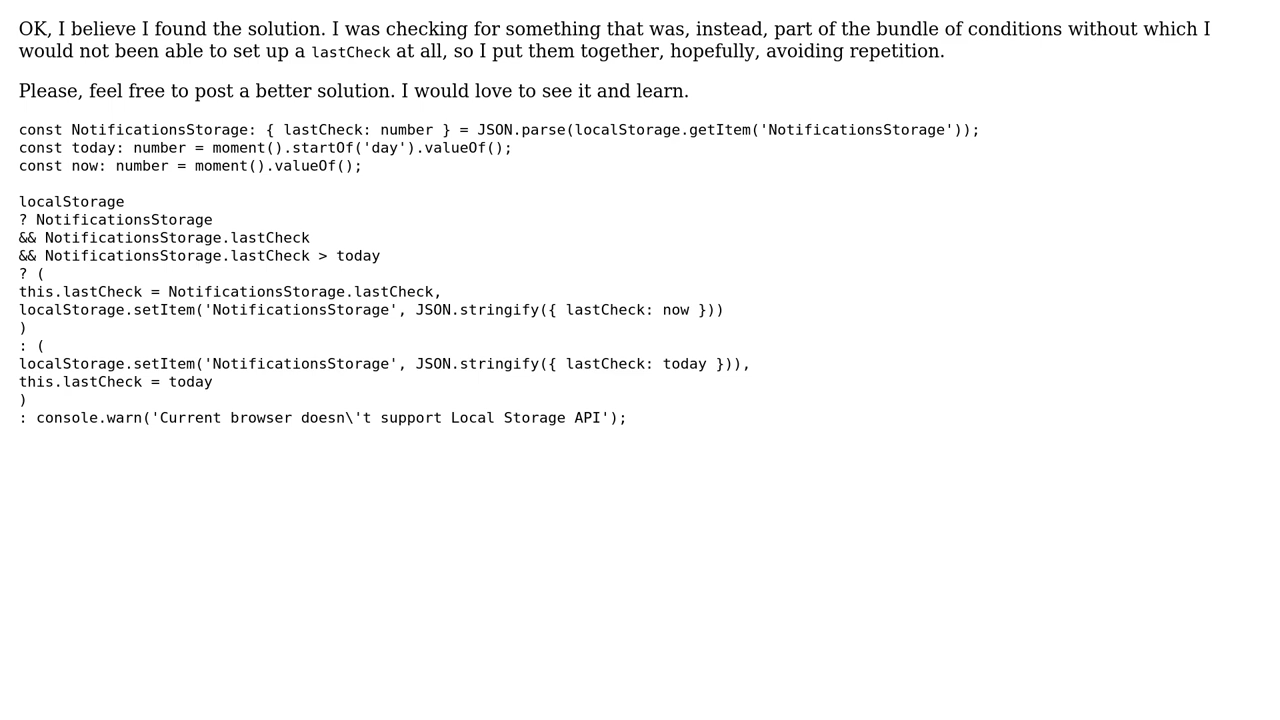 OK, I believe I found the solution. I was checking for something that was, instead, part of the bundle of conditions without which I
would not been able to set up a lastCheck at all, so I put them together, hopefully, avoiding repetition.
Please, feel free to post a better solution. I would love to see it and learn.
const NotificationsStorage: { lastCheck: number } = JSON.parse(localStorage.getItem('NotificationsStorage'));
const today: number = moment().startOf('day').valueOf();
const now: number = moment().valueOf();
localStorage
? NotificationsStorage
&& NotificationsStorage.lastCheck
&& NotificationsStorage.lastCheck > today
? (
this.lastCheck = NotificationsStorage.lastCheck,
localStorage.setItem('NotificationsStorage', JSON.stringify({ lastCheck: now }))
)
: (
localStorage.setItem('NotificationsStorage', JSON.stringify({ lastCheck: today })),
this.lastCheck = today
)
: console.warn('Current browser doesn\'t support Local Storage API');